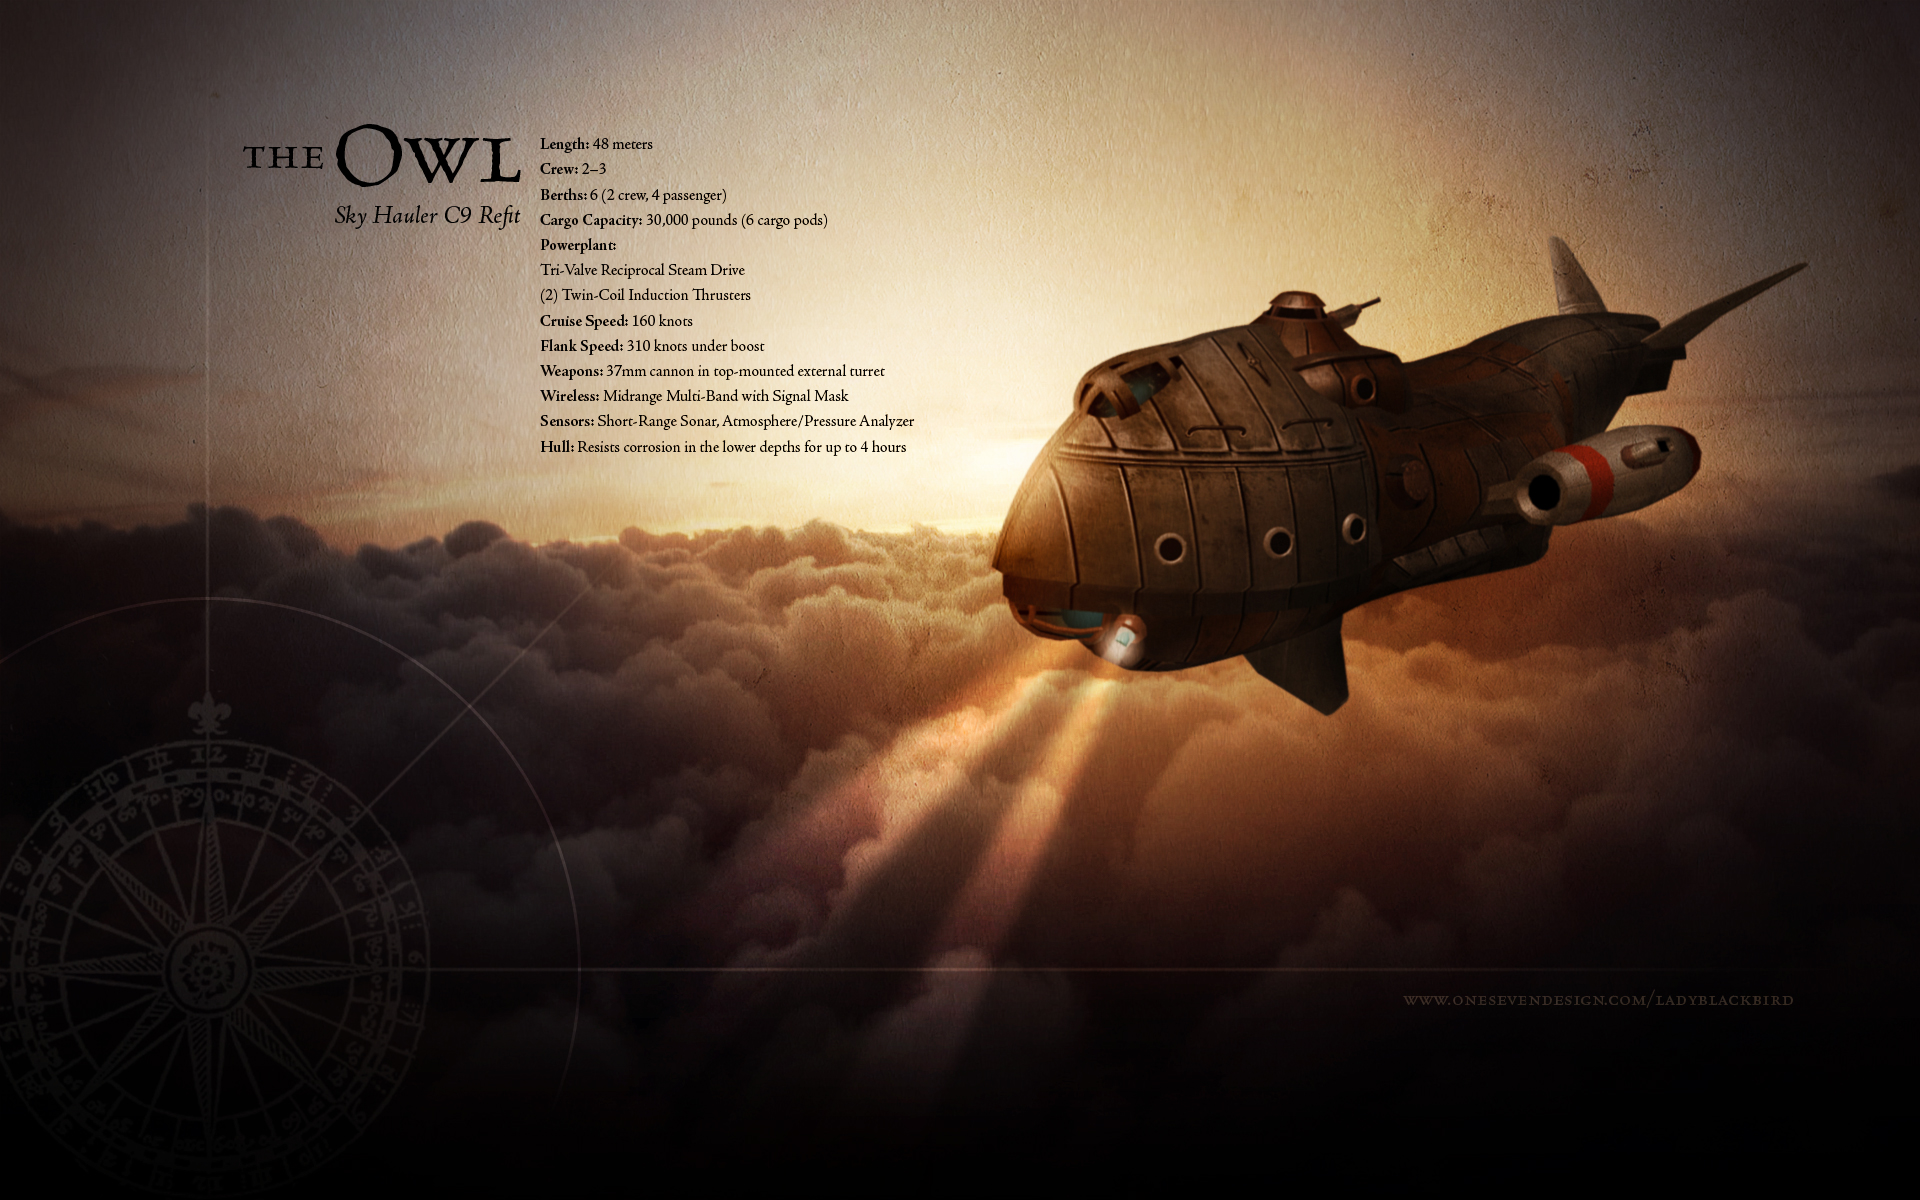 THE OWL
Sky Hauler C9 Refit
Length: 48 meters
Crew: 2–3
Berths: 6 (2 crew, 4 passenger)
Cargo Capacity: 30,000 pounds (6 cargo pods)
Powerplant:
Tri-Valve Reciprocal Steam Drive
(2) Twin-Coil Induction Thrusters
Cruise Speed: 160 knots
Flank Speed: 310 knots under boost
Weapons: 37mm cannon in top-mounted external turret
Wireless: Midrange Multi-Band with Signal Mask
Sensors: Short-Range Sonar, Atmosphere/Pressure Analyzer
Hull: Resists corrosion in the lower depths for up to 4 hours
12
WWW.ONESEVENDESIGN.COM/LADYBLACKBIRD